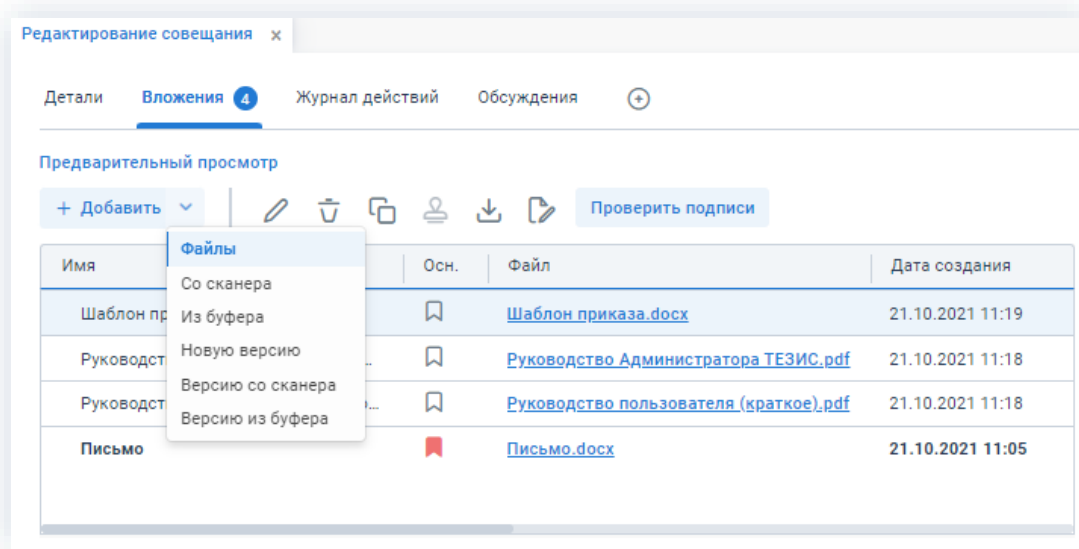 Редактирование совещания x
Детали Вложения 4 Журнал действий Обсуждения
Предварительный просмотр
+ Добавить Проверить подписи
Файлы
Со сканера
Из буфера
Новую версию
Версию со сканера
Версию из буфера
Имя Осн. Файл Дата создания
Шаблон пр Шаблон приказа.docx 21.10.2021 11:19
Руководст ... Руководство Администратора ТЕЗИС.pdf 21.10.2021 11:18
Руководст ... Руководство пользователя (краткое).pdf 21.10.2021 11:18
Письмо Письмо.docx 21.10.2021 11:05